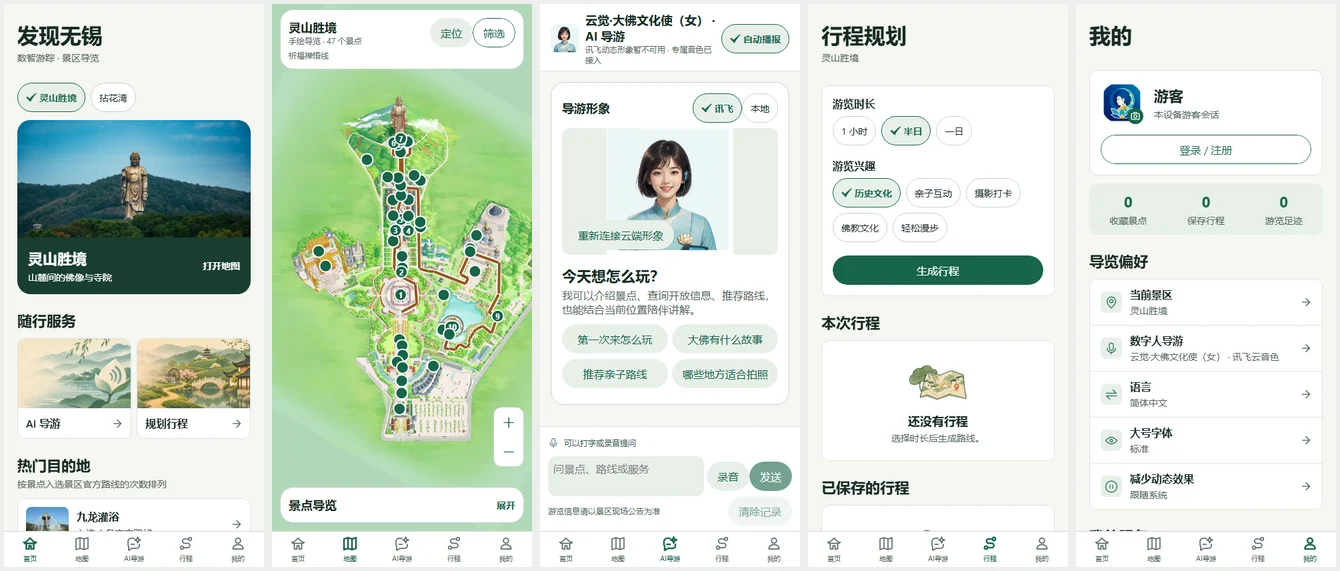 发现无锡
数智游踪 · 景区导览
灵山胜境
拈花湾
灵山胜境
山麓间的佛像与寺院
打开地图
随行服务
AI 导游
规划行程
热门目的地
按景点入选景区官方路线的次数排列
九龙灌浴
首页
地图
AI导游
行程
我的
灵山胜境
手绘导览 · 47 个景点
祈福禅悟线
定位
筛选
7
6
3
4
2
1
9
10
+
−
景点导览
展开
首页
地图
AI导游
行程
我的
云觉·大佛文化使（女） ·
AI 导游
讯飞动态形象暂不可用 · 专属音色已
接入
自动播报
导游形象
讯飞
本地
重新连接云端形象
今天想怎么玩？
我可以介绍景点、查询开放信息、推荐路线，
也能结合当前位置陪伴讲解。
第一次来怎么玩
大佛有什么故事
推荐亲子路线
哪些地方适合拍照
可以打字或录音提问
问景点、路线或服务
录音
发送
游览信息请以景区现场公告为准
清除记录
首页
地图
AI导游
行程
我的
行程规划
灵山胜境
游览时长
1 小时
半日
一日
游览兴趣
历史文化
亲子互动
摄影打卡
佛教文化
轻松漫步
生成行程
本次行程
还没有行程
选择时长后生成路线。
已保存的行程
首页
地图
AI导游
行程
我的
我的
游客
本设备游客会话
登录 / 注册
0
收藏景点
0
保存行程
0
游览足迹
导览偏好
当前景区
灵山胜境
数字人导游
云觉·大佛文化使（女） · 讯飞云音色
语言
简体中文
大号字体
标准
减少动态效果
跟随系统
首页
地图
AI导游
行程
我的